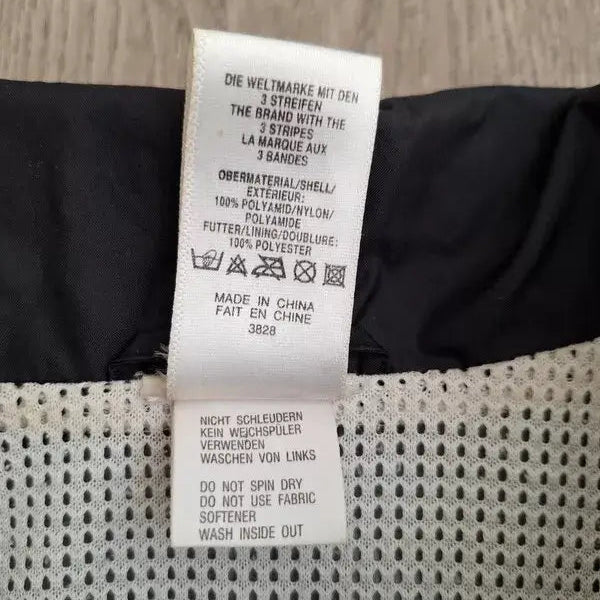 DIE WELTMARKE MIT DEN
3 STREIFEN
THE BRAND WITH THE
3 STRIPES
LA MARQUE AUX
3 BANDES
OBERMATERIAL/SHELL/
EXTÉRIEUR:
100% POLYAMID/NYLON/
POLYAMIDE
FUTTER/LINING/DOUBLURE:
100% POLYESTER
MADE IN CHINA
FAIT EN CHINE
3828
NICHT SCHLEUDERN
KEIN WEICHSPÜLER
VERWENDEN
WASCHEN VON LINKS
DO NOT SPIN DRY
DO NOT USE FABRIC
SOFTENER
WASH INSIDE OUT